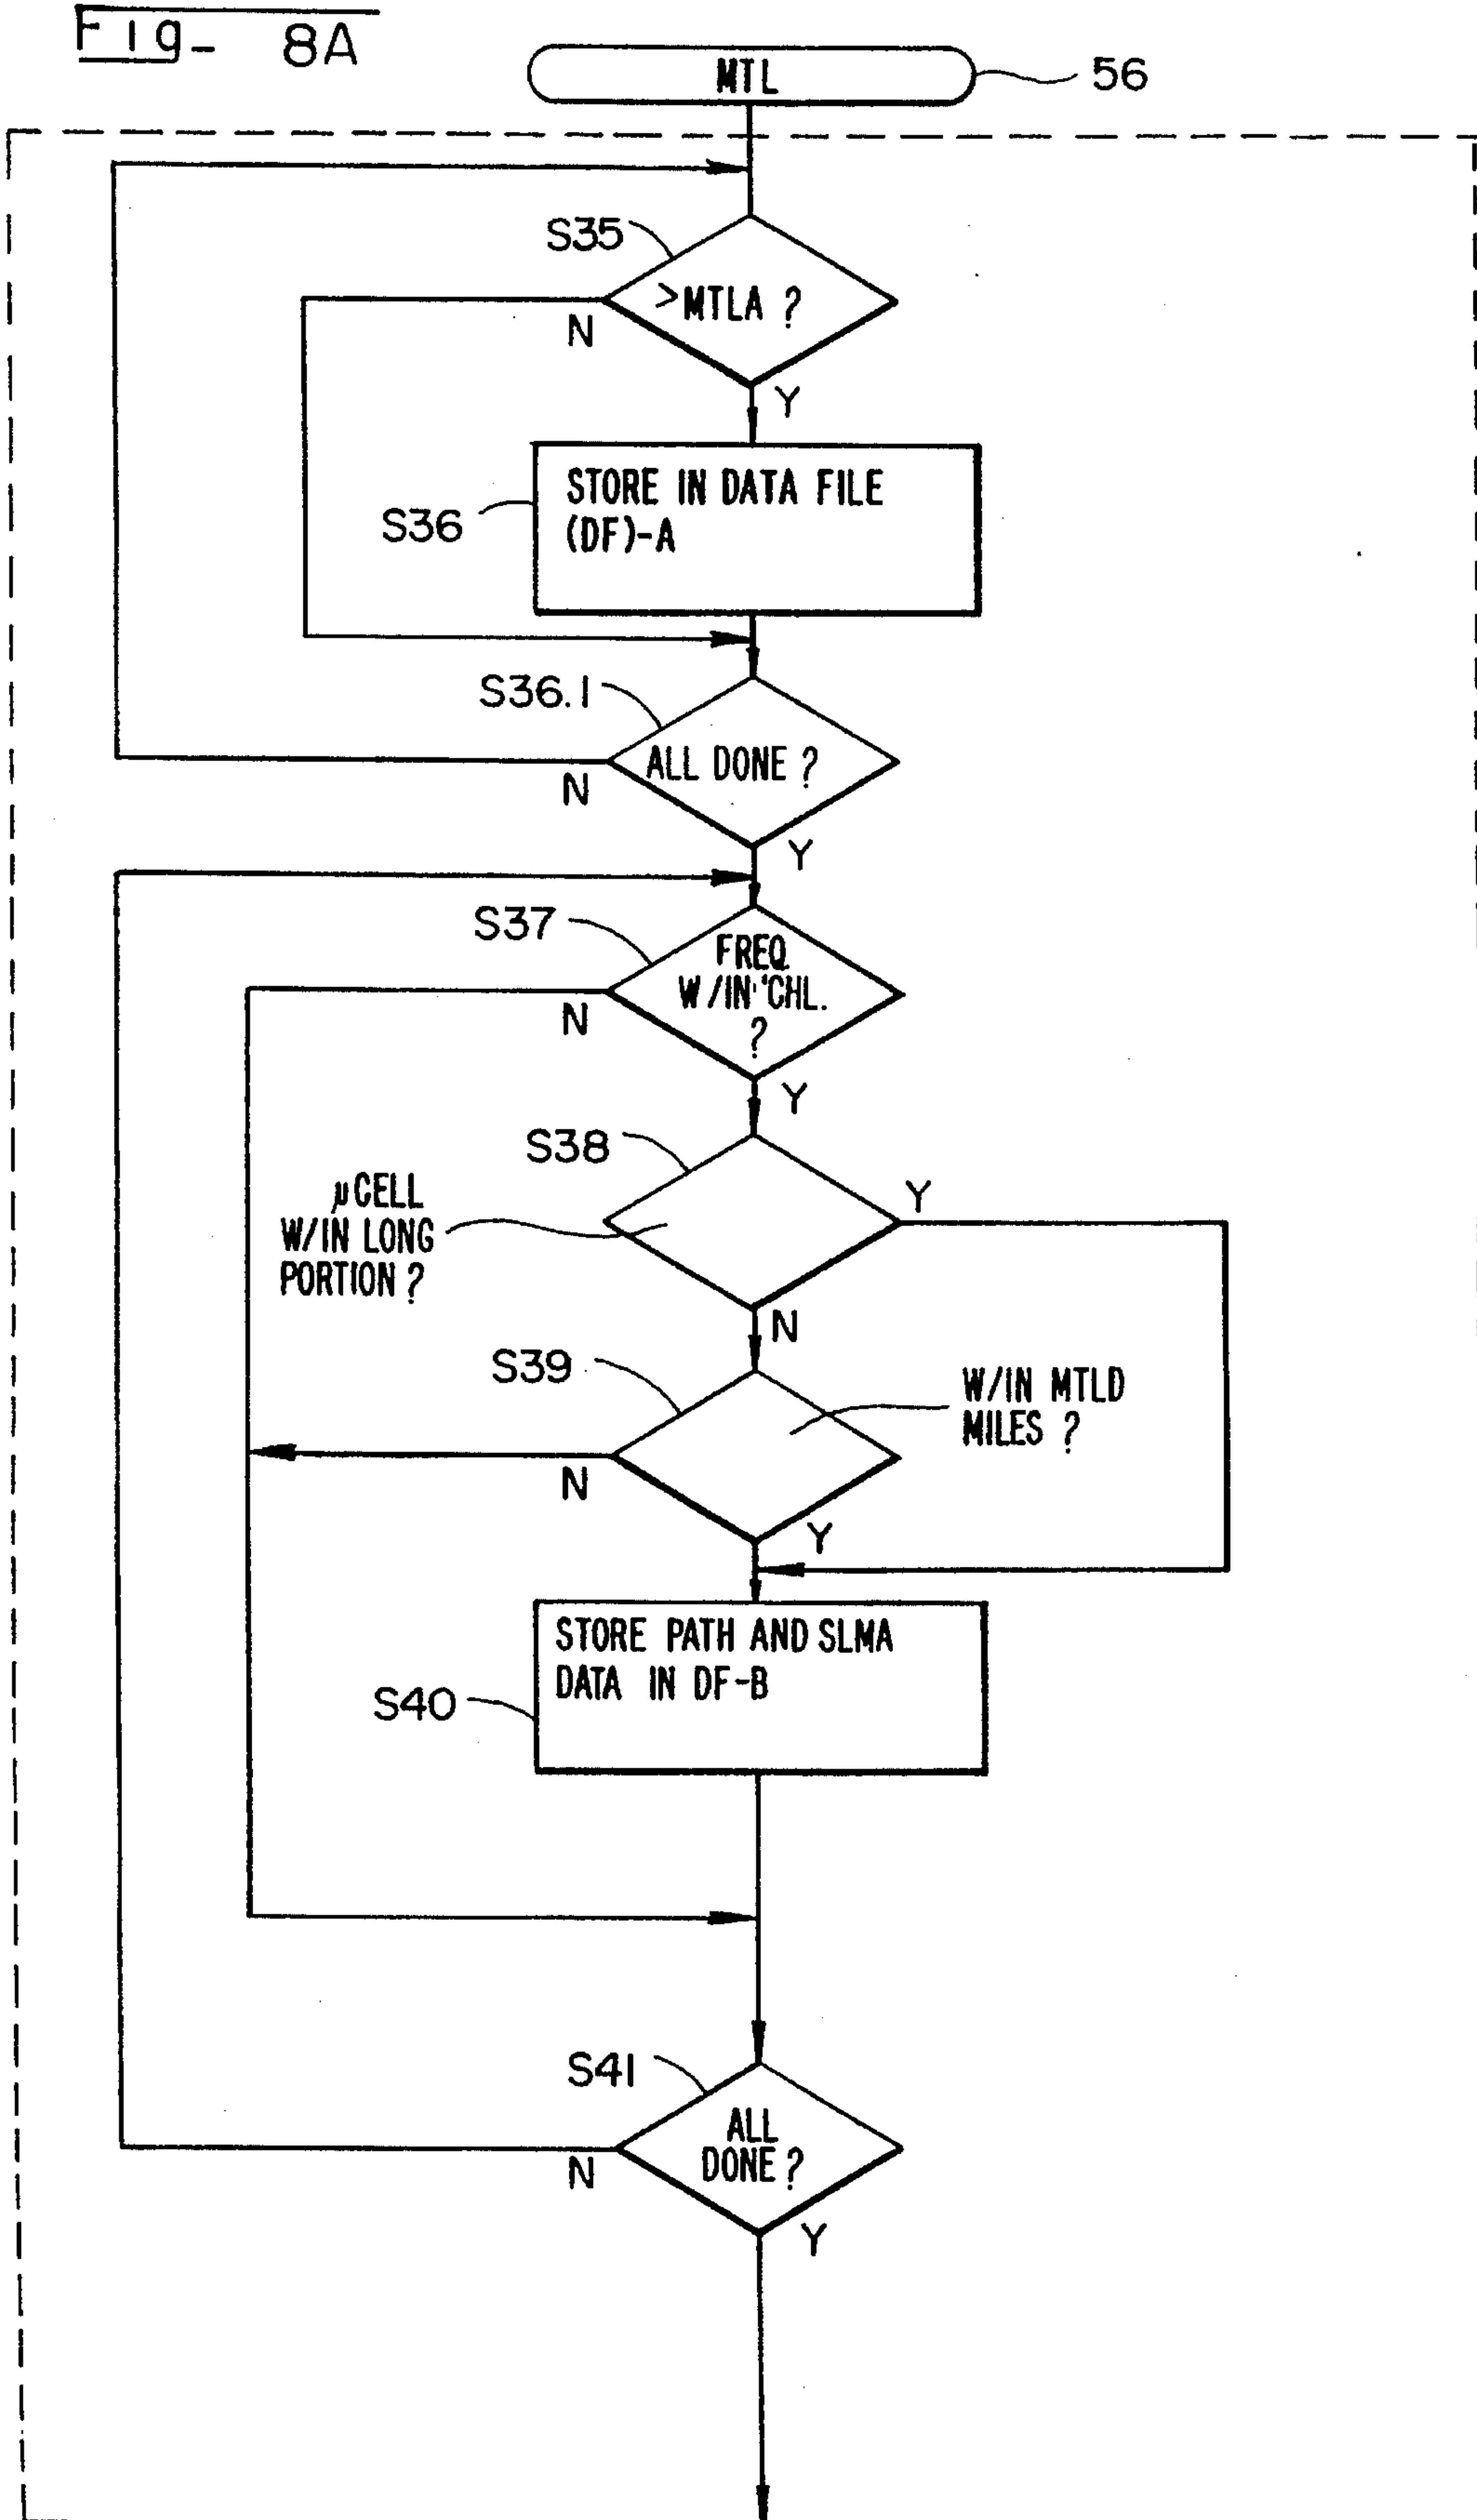 Fig- 8A
MTL
56
S35
>MTLA ?
N
Y
S36
STORE IN DATA FILE
(DF)-A
S36.1
ALL DONE ?
N
Y
S37
FREQ
W/IN CHL.
?
N
Y
S38
Y
µCELL
W/IN LONG
PORTION ?
N
S39
W/IN MTLD
MILES ?
N
Y
STORE PATH AND SLMA
DATA IN DF-B
S40
S41
ALL
DONE ?
N
Y